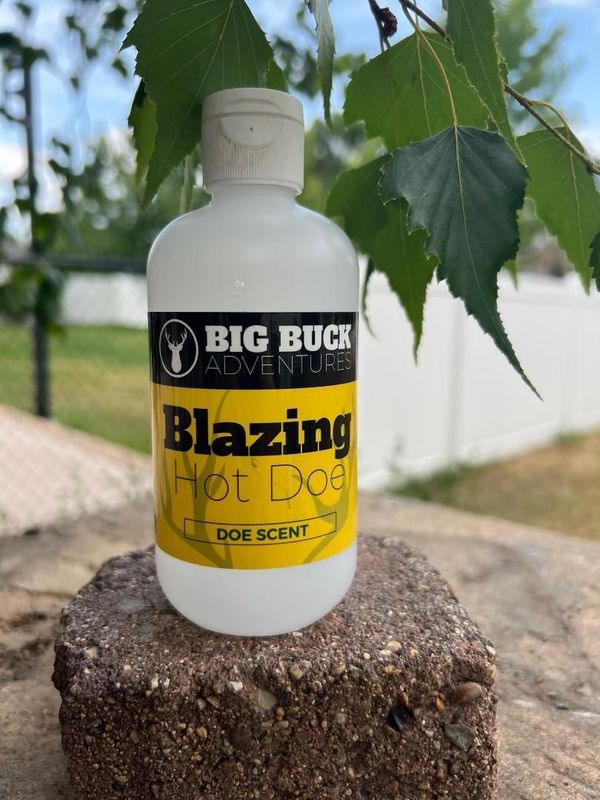 BIG BUCK
ADVENTURES
Blazing
Hot Doe
DOE SCENT